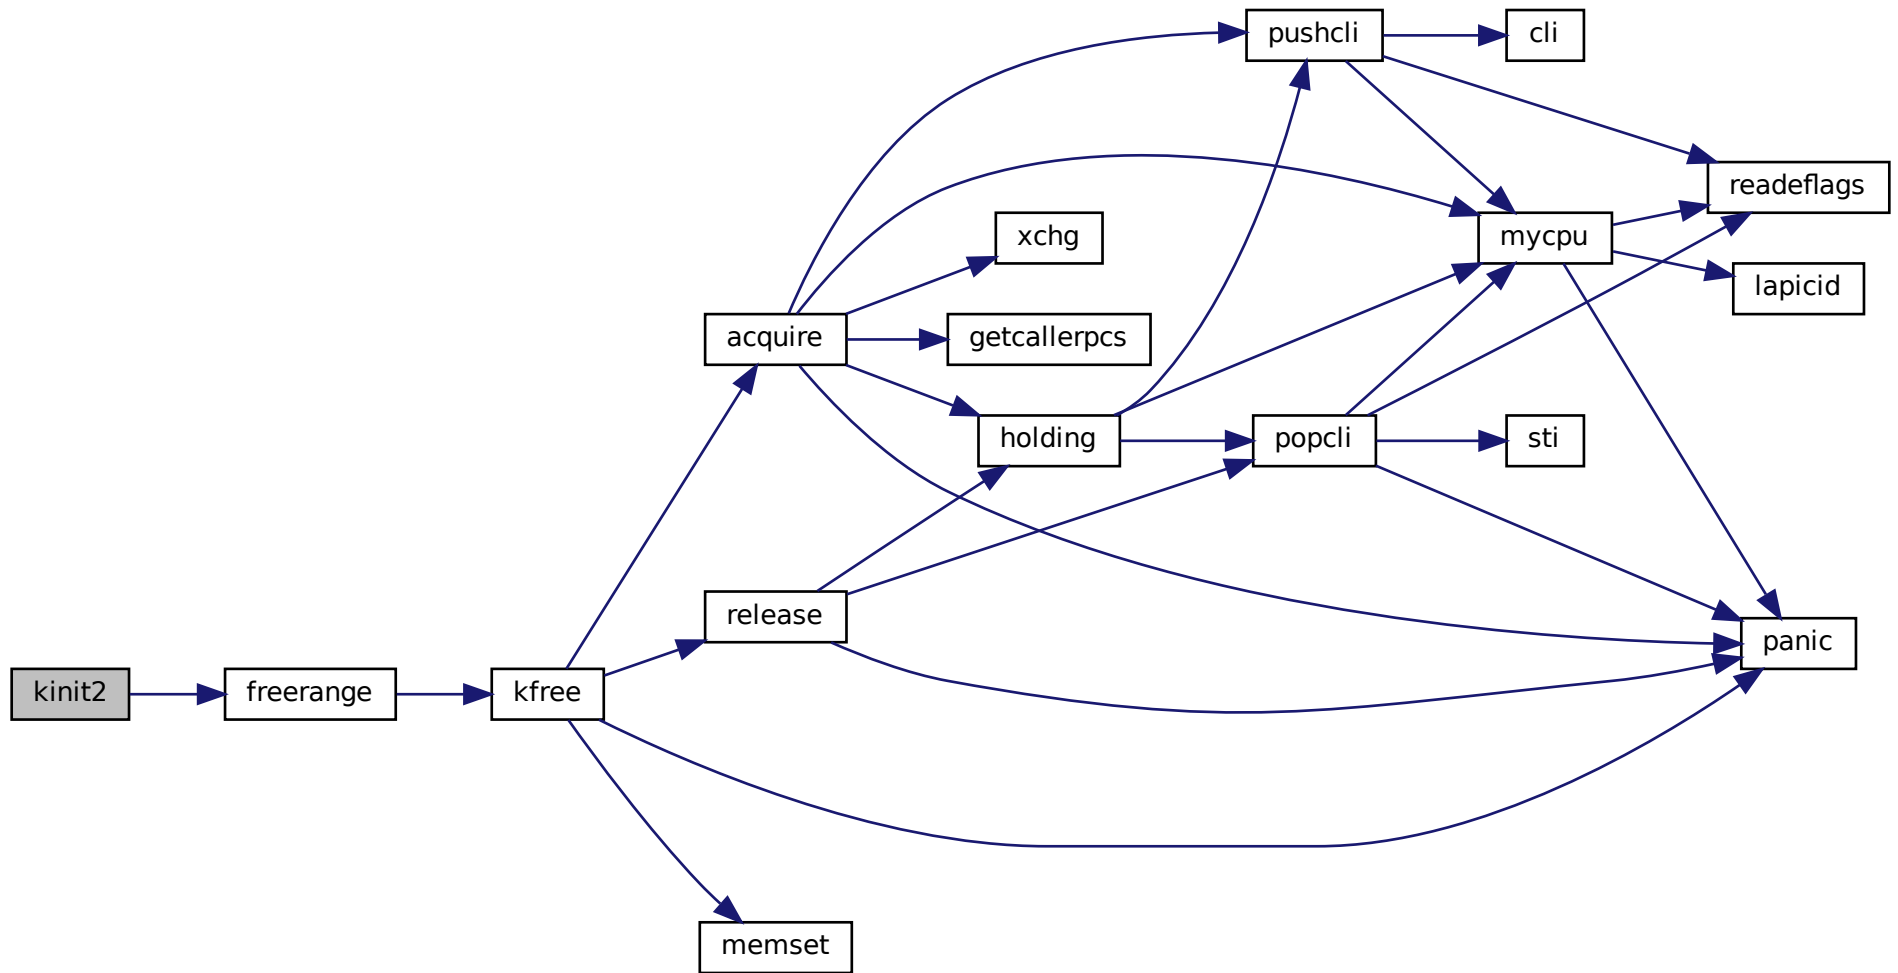 pushcli
cli
readeflags
xchg
mycpu
lapicid
acquire
getcallerpcs
holding
popcli
sti
release
panic
kinit2
freerange
kfree
memset